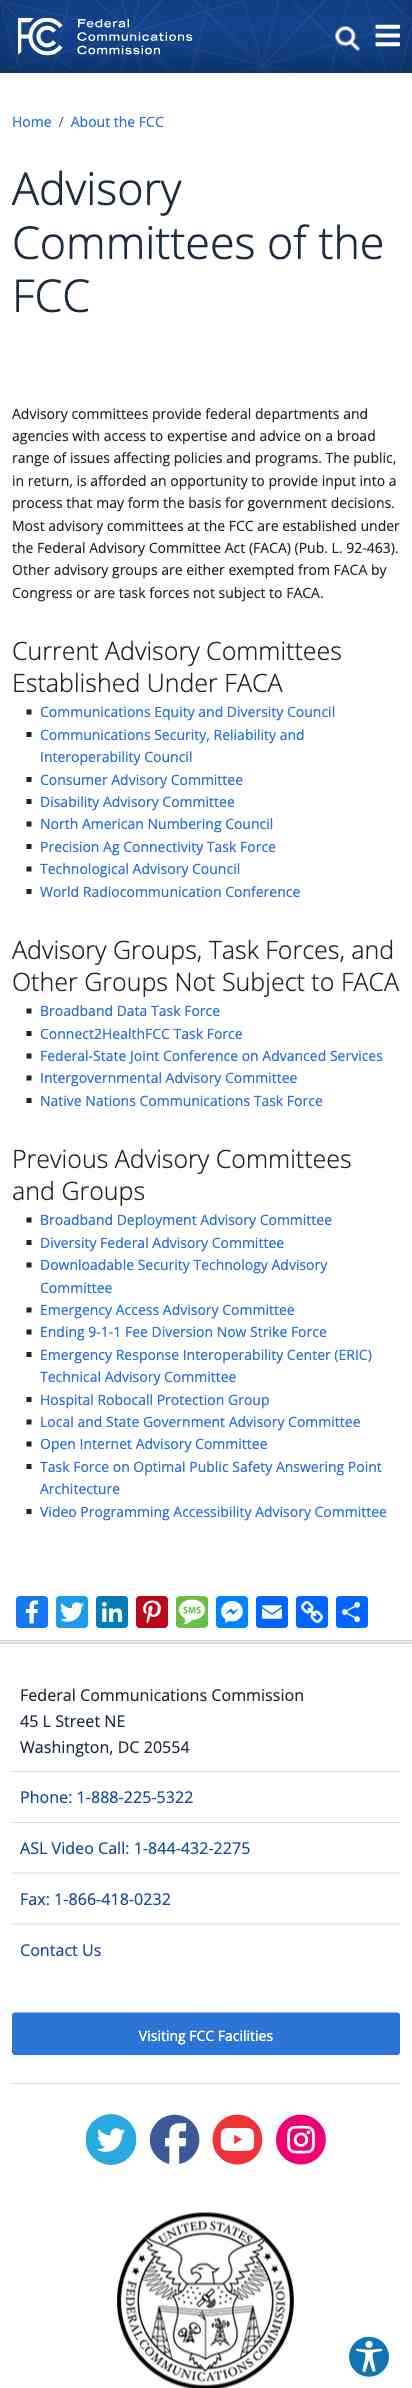 FCC
Federal
Communications
Commission
Home / About the FCC
Advisory
Committees of the
FCC
Advisory committees provide federal departments and
agencies with access to expertise and advice on a broad
range of issues affecting policies and programs. The public,
in return, is afforded an opportunity to provide input into a
process that may form the basis for government decisions.
Most advisory committees at the FCC are established under
the Federal Advisory Committee Act (FACA) (Pub. L. 92-463).
Other advisory groups are either exempted from FACA by
Congress or are task forces not subject to FACA.
Current Advisory Committees
Established Under FACA
Communications Equity and Diversity Council
Communications Security, Reliability and
Interoperability Council
Consumer Advisory Committee
Disability Advisory Committee
North American Numbering Council
Precision Ag Connectivity Task Force
Technological Advisory Council
World Radiocommunication Conference
Advisory Groups, Task Forces, and
Other Groups Not Subject to FACA
Broadband Data Task Force
Connect2HealthFCC Task Force
Federal-State Joint Conference on Advanced Services
Intergovernmental Advisory Committee
Native Nations Communications Task Force
Previous Advisory Committees
and Groups
Broadband Deployment Advisory Committee
Diversity Federal Advisory Committee
Downloadable Security Technology Advisory
Committee
Emergency Access Advisory Committee
Ending 9-1-1 Fee Diversion Now Strike Force
Emergency Response Interoperability Center (ERIC)
Technical Advisory Committee
Hospital Robocall Protection Group
Local and State Government Advisory Committee
Open Internet Advisory Committee
Task Force on Optimal Public Safety Answering Point
Architecture
Video Programming Accessibility Advisory Committee
SMS
Federal Communications Commission
45 L Street NE
Washington, DC 20554
Phone: 1-888-225-5322
ASL Video Call: 1-844-432-2275
Fax: 1-866-418-0232
Contact Us
Visiting FCC Facilities
UNITED STATES
FEDERAL COMMUNICATIONS COMMISSION